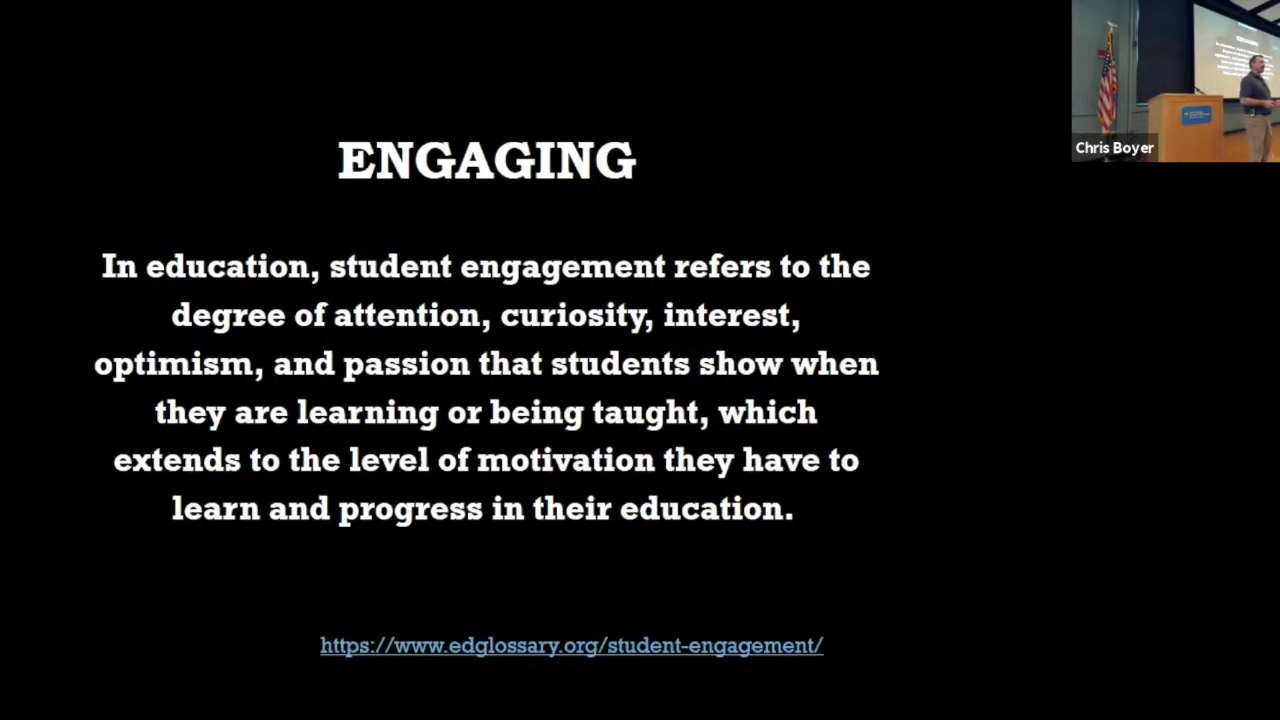 ENGAGING
In education, student engagement refers to the
degree of attention, curiosity, interest,
optimism, and passion that students show when
they are learning or being taught, which
extends to the level of motivation they have to
learn and progress in their education.
https://www.edglossary.org/student-engagement/
Chris Boyer